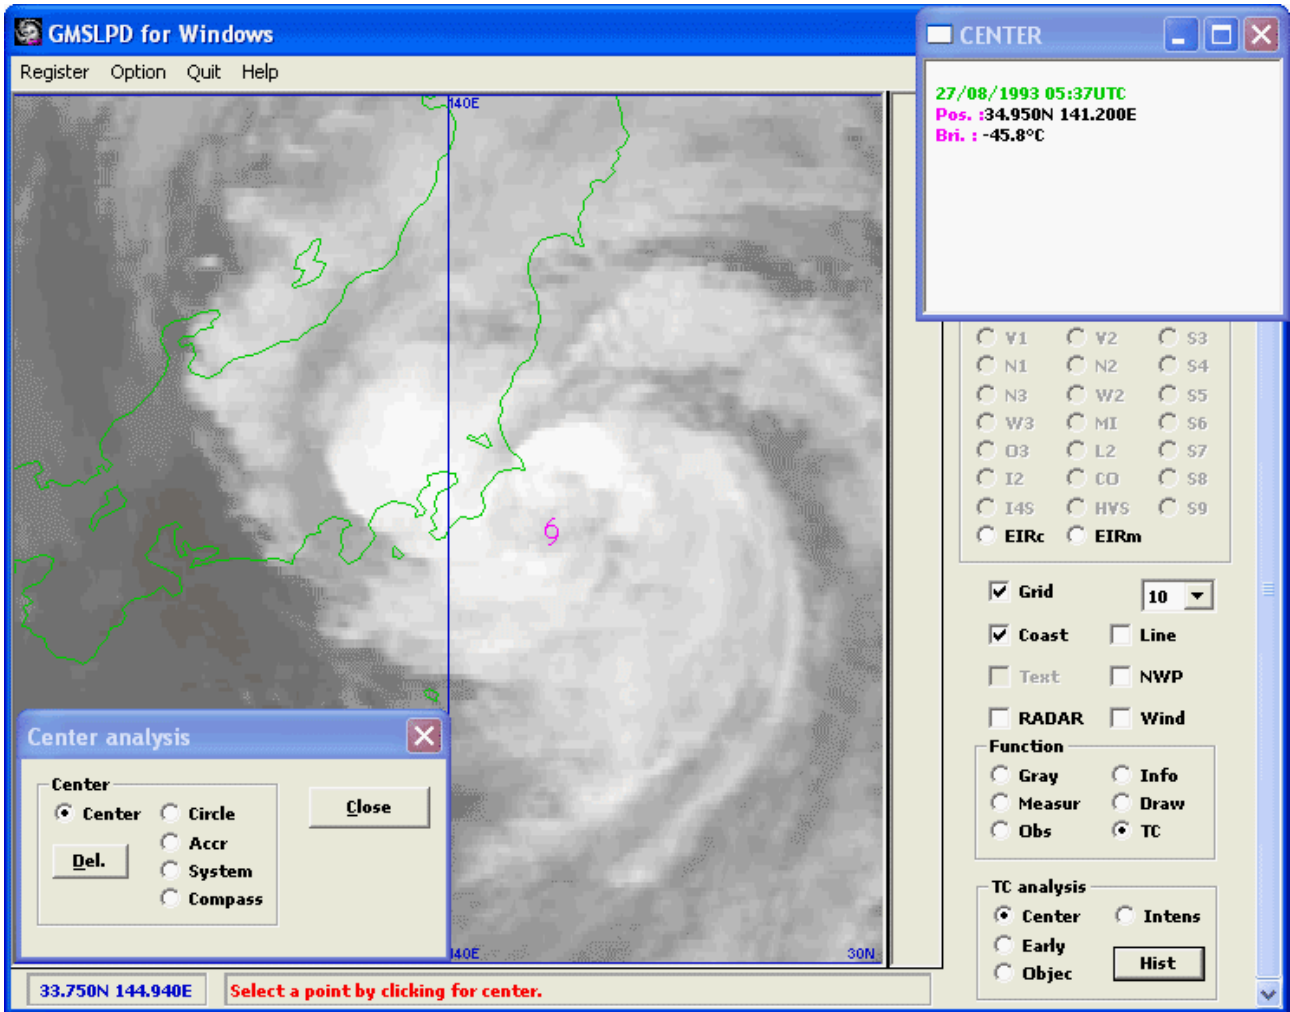 GMSLPD for Windows
Register Option Quit Help
CENTER
27/08/1993 05:37UTC
Pos. :34.950N 141.200E
Bri. : -45.8°C
140E
V1 V2 S3
N1 N2 S4
N3 W2 S5
W3 MI S6
O3 L2 S7
I2 CO S8
I4S HVS S9
EIRc EIRm
Grid 10
Coast Line
Text NWP
RADAR Wind
Function
Gray Info
Measur Draw
Obs TC
TC analysis
Center Intens
Early
Hist
Objec
Center analysis
Center
Center Circle
Close
Accr
Del.
System
Compass
140E
30N
33.750N 144.940E
Select a point by clicking for center.